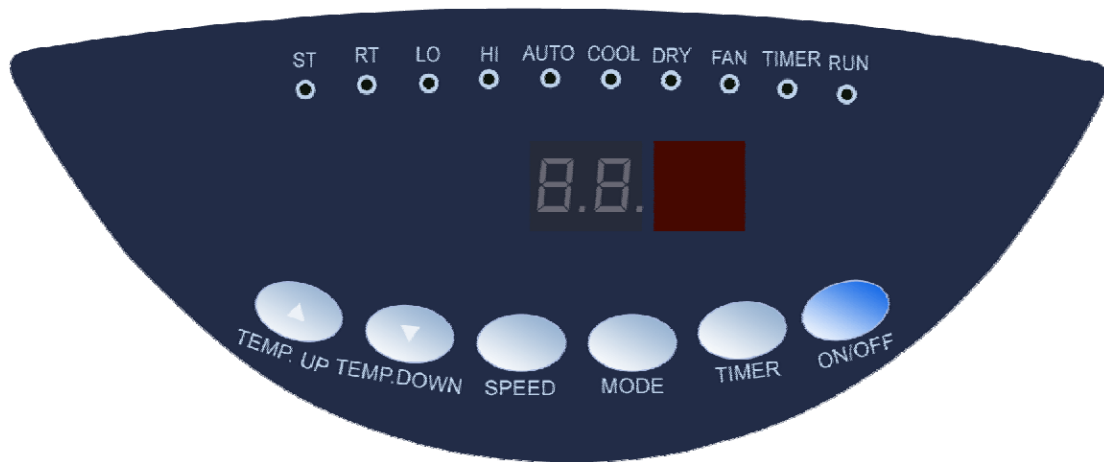 ST RT LO HI AUTO COOL DRY FAN TIMER RUN
8.8.
TEMP. UP TEMP.DOWN SPEED MODE TIMER ON/OFF